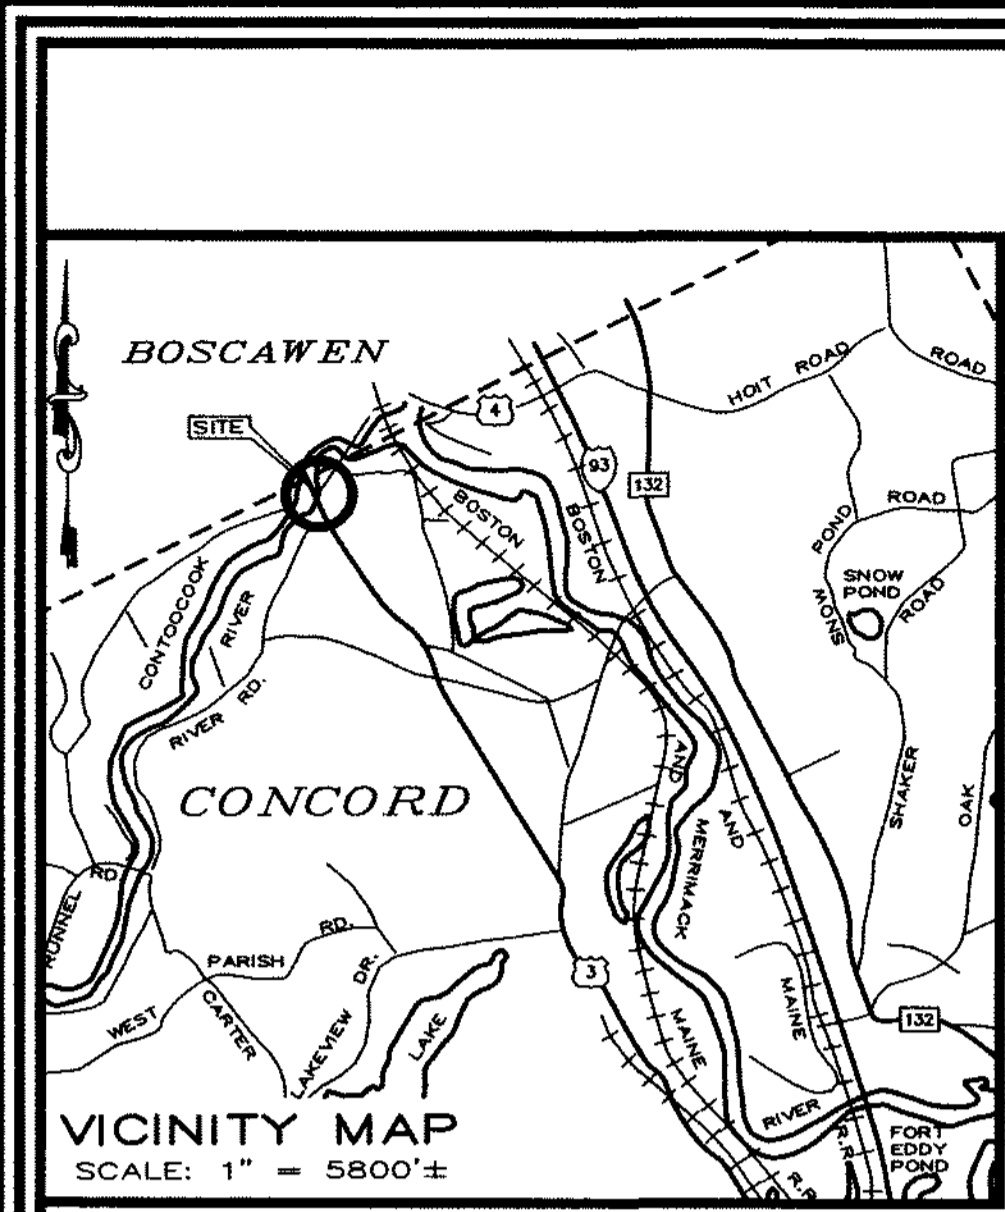 BOSCAWEN
SITE
4
HOIT ROAD
ROAD
93
132
BOSTON
BOSTON
POND
ROAD
SNOW
POND
MONS
ROAD
CONTOOCOOK
RIVER
RIVER RD.
CONCORD
AND
AND
MERRIMACK
SHAKER
OAK
RUNNEL
RD
WEST PARISH RD.
CARTER
LAKEVIEW DR.
LAKE
3
MAINE
MAINE
132
RIVER
R.R.
R.R
FORT
EDDY
POND
VICINITY MAP
SCALE: 1" = 5800'±